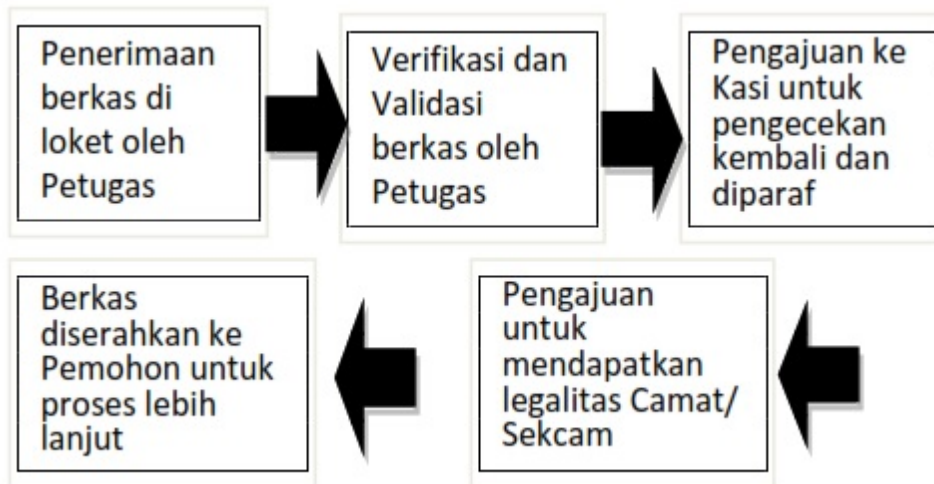 Penerimaan
berkas di
loket oleh
Petugas
Verifikasi dan
Validasi
berkas oleh
Petugas
Pengajuan ke
Kasi untuk
pengecekan
kembali dan
diparaf
Pengajuan
untuk
mendapatkan
legalitas Camat/
Sekcam
Berkas
diserahkan ke
Pemohon untuk
proses lebih
lanjut